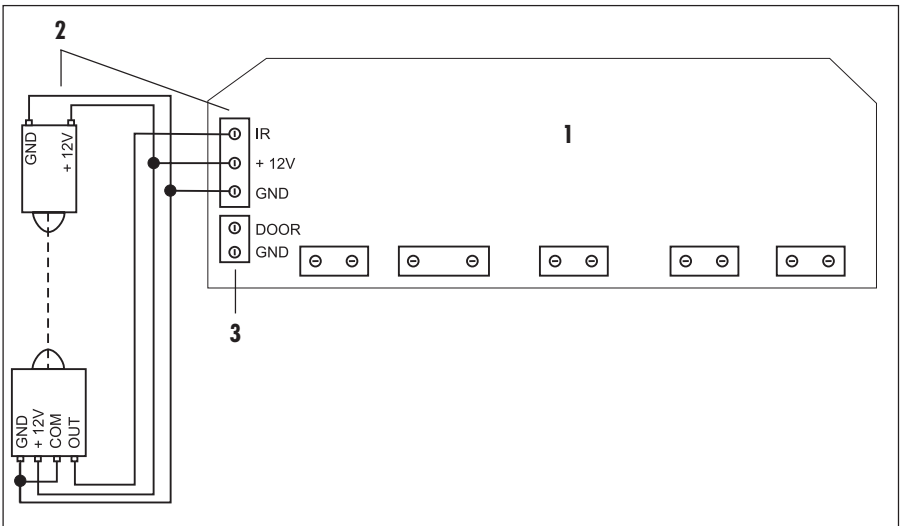 2
1
GND
+ 12V
IR
+ 12V
GND
DOOR
GND
3
GND
+ 12V
COM
OUT